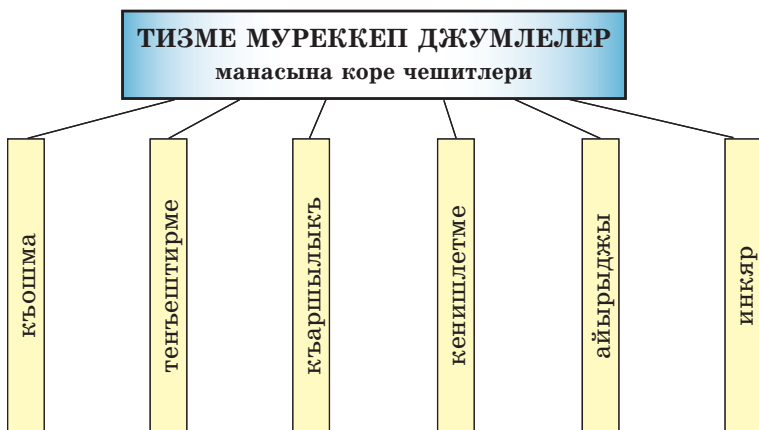 ТИЗМЕ МУРЕККЕП ДЖУМЛЕЛЕР
манасына коре чешитлери
къошма
тенъештирме
къаршылыкъ
кенишлетме
айырыджы
инкяр